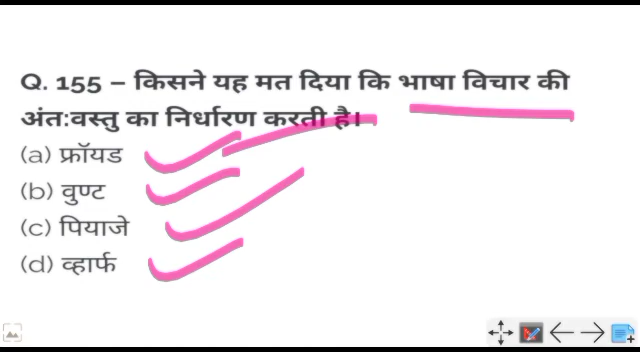 Q. 155 – किसने यह मत दिया कि भाषा विचार की
अंतःवस्तु का निर्धारण करती है।
(a) फ्रॉयड
(b) वुण्ट
(c) पियाजे
(d) व्हार्फ